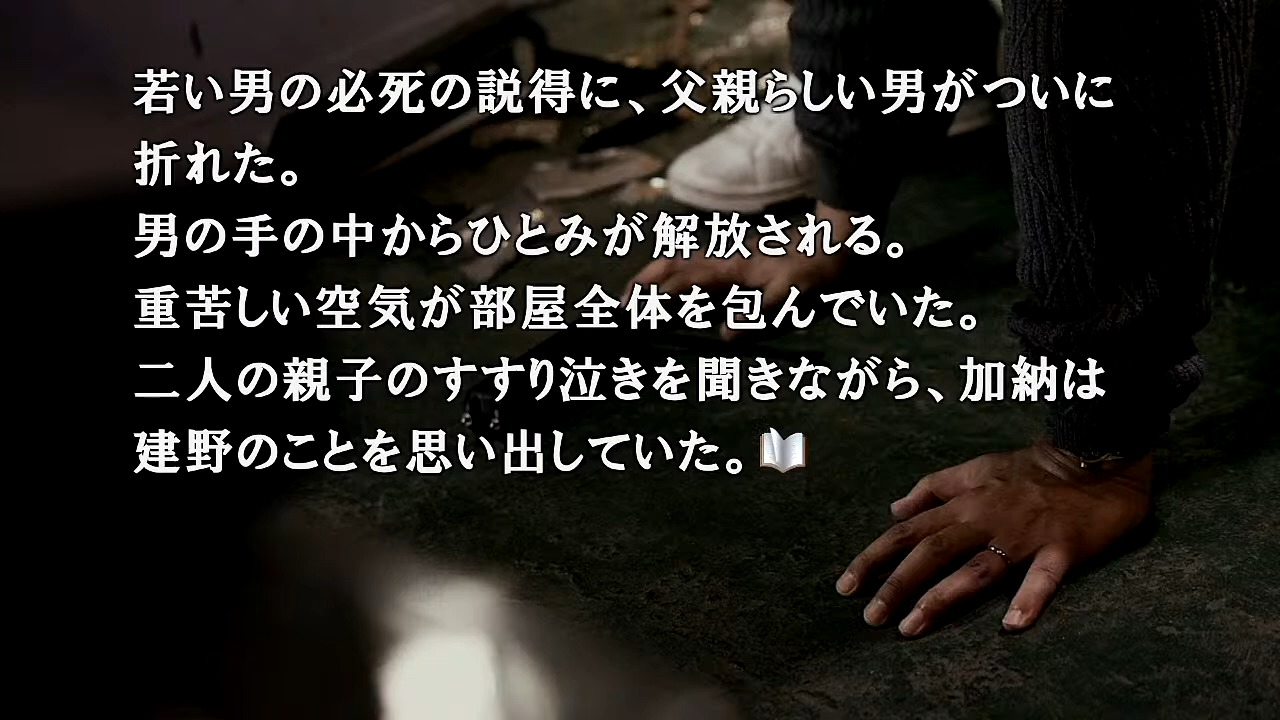 若い男の必死の説得に、父親らしい男がついに
折れた。
男の手の中からひとみが解放される。
重苦しい空気が部屋全体を包んでいた。
二人の親子のすすり泣きを聞きながら、加納は
建野のことを思い出していた。